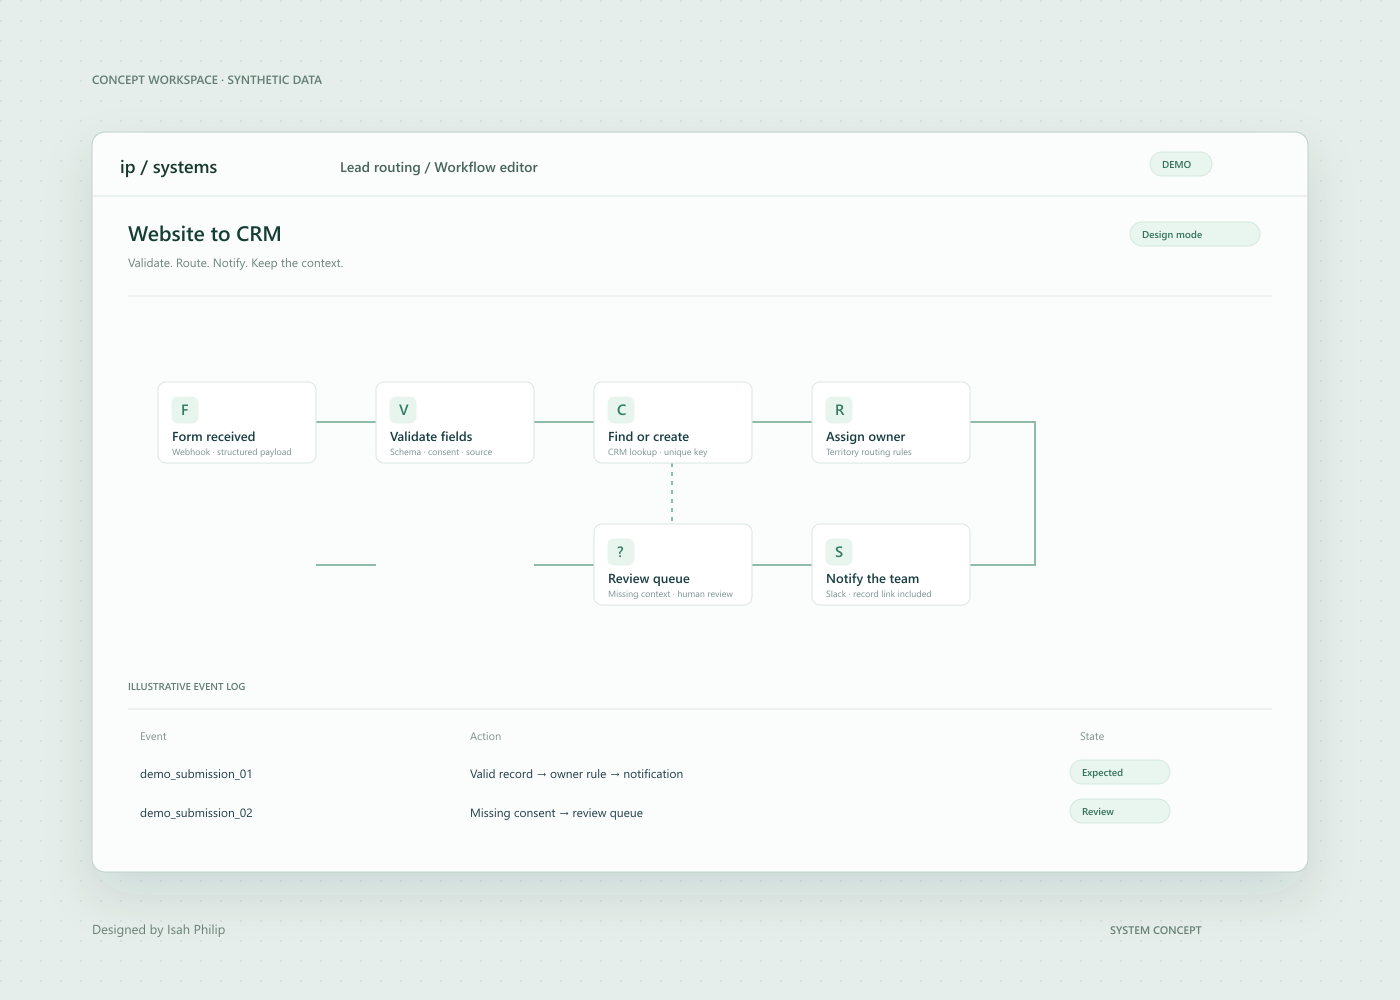 CONCEPT WORKSPACE · SYNTHETIC DATA
ip / systems
Lead routing / Workflow editor
DEMO
Website to CRM
Design mode
Validate. Route. Notify. Keep the context.
F
Form received
Webhook · structured payload
V
Validate fields
Schema · consent · source
C
Find or create
CRM lookup · unique key
R
Assign owner
Territory routing rules
?
Review queue
Missing context · human review
S
Notify the team
Slack · record link included
ILLUSTRATIVE EVENT LOG
Event
Action
State
demo_submission_01
Valid record → owner rule → notification
Expected
demo_submission_02
Missing consent → review queue
Review
Designed by Isah Philip
SYSTEM CONCEPT